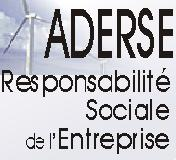 ADERSE
Responsabilité
Sociale
de l'Entreprise